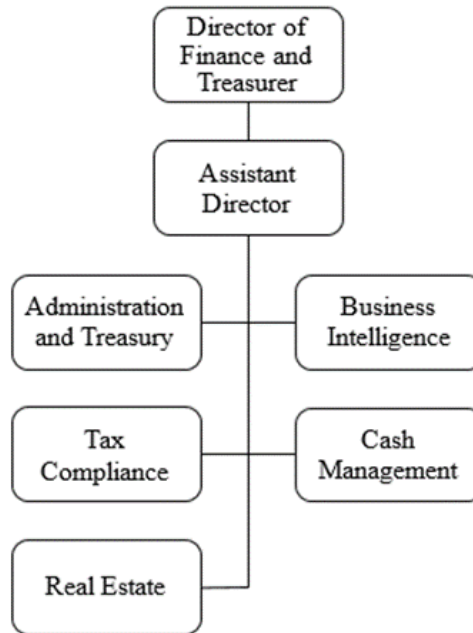 Director of
Finance and
Treasurer
Assistant
Director
Administration
and Treasury
Business
Intelligence
Tax
Compliance
Cash
Management
Real Estate